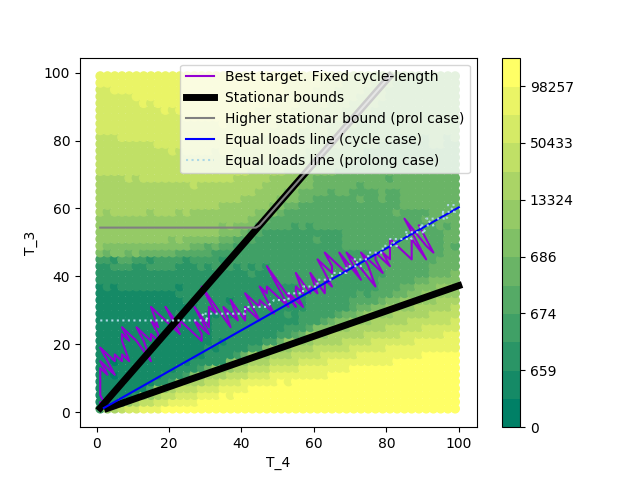 Best target. Fixed cycle-length
Stationar bounds
Higher stationar bound (prol case)
Equal loads line (cycle case)
Equal loads line (prolong case)
100
80
60
40
20
0
T_3
0 20 40 60 80 100
T_4
98257
50433
13324
686
674
659
0